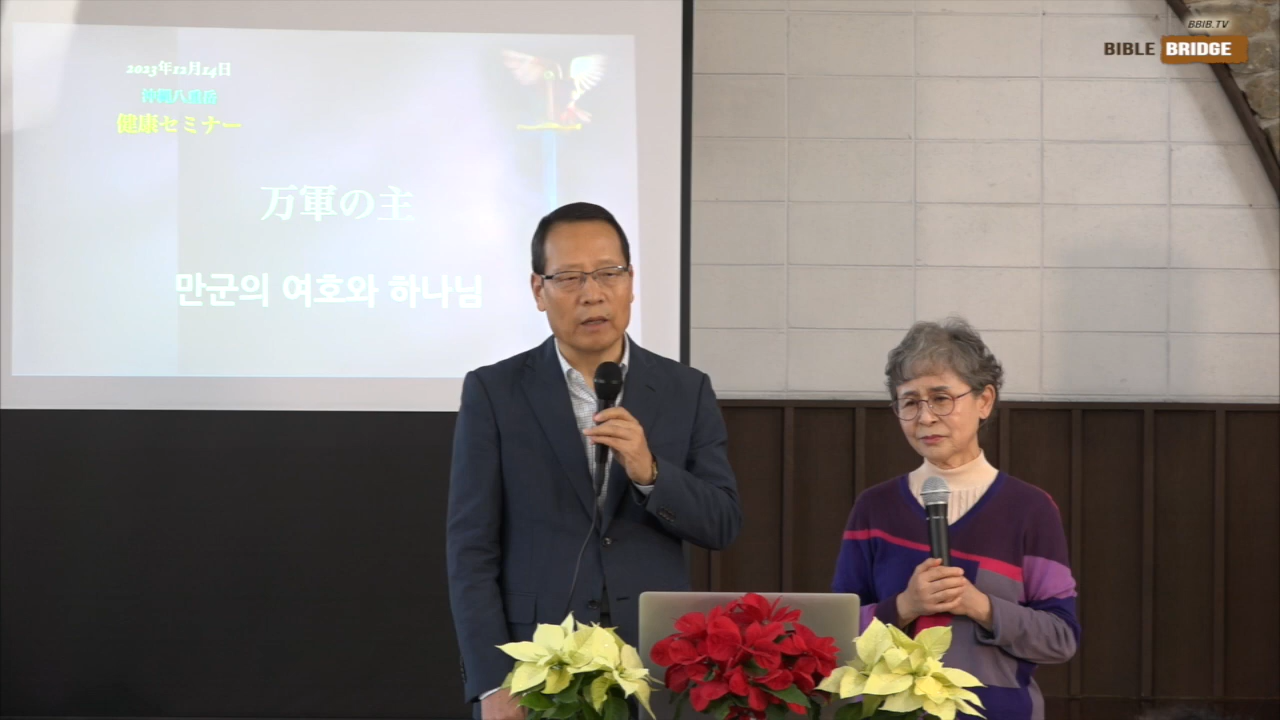 2023年12月14日
沖縄八重岳
健康セミナー
万軍の主
만군의 여호와 하나님
BBIB.TV
BIBLE BRIDGE